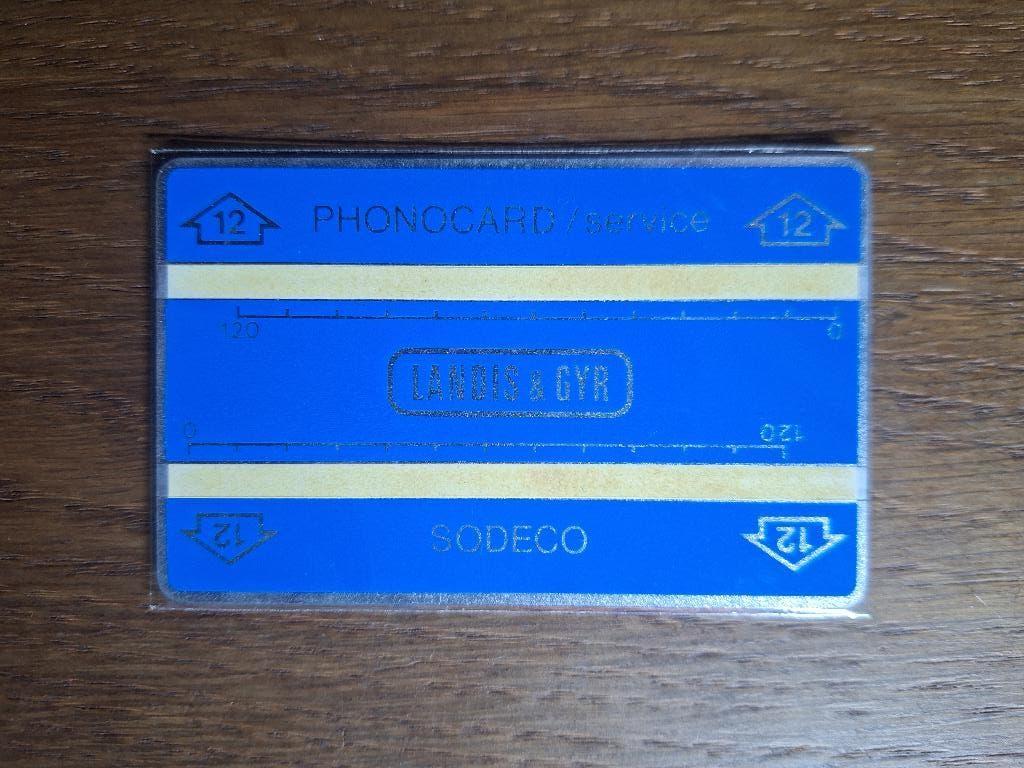 12 PHONOCARD/service 12
120 0
LANDIS & GYR
0 120
12 SODECO 12